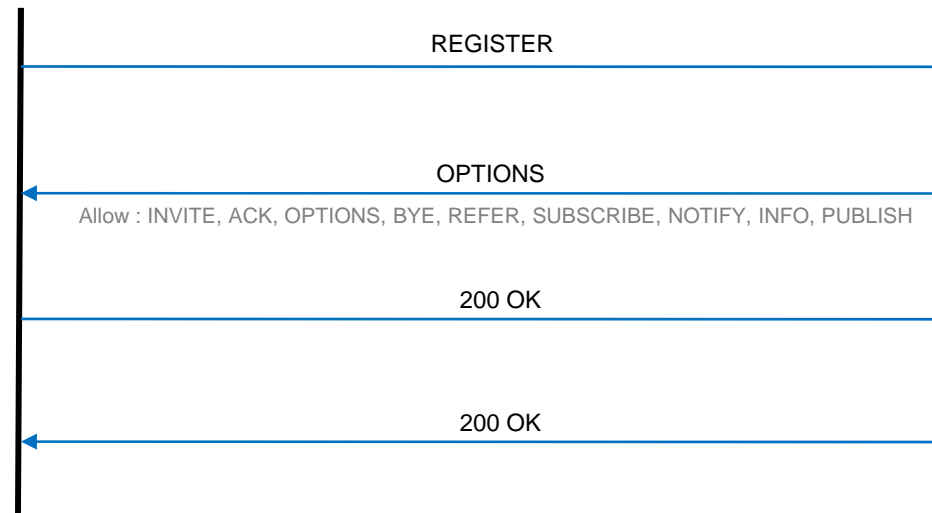 REGISTER
OPTIONS
Allow : INVITE, ACK, OPTIONS, BYE, REFER, SUBSCRIBE, NOTIFY, INFO, PUBLISH
200 OK
200 OK